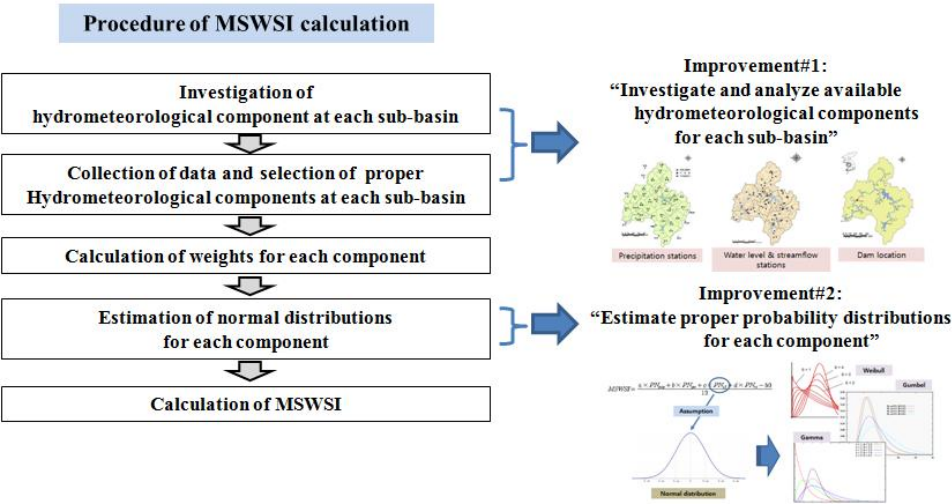 Procedure of MSWSI calculation
Investigation of
hydrometeorological component at each sub-basin
Collection of data and selection of proper
Hydrometeorological components at each sub-basin
Calculation of weights for each component
Estimation of normal distributions
for each component
Calculation of MSWSI
Improvement#1:
“Investigate and analyze available
hydrometeorological components
for each sub-basin”
Precipitation stations
Water level & streamflow
stations
Dam location
Improvement#2:
“Estimate proper probability distributions
for each component”
Assumption
Normal distribution
Weibull
Gumbel
Gamma